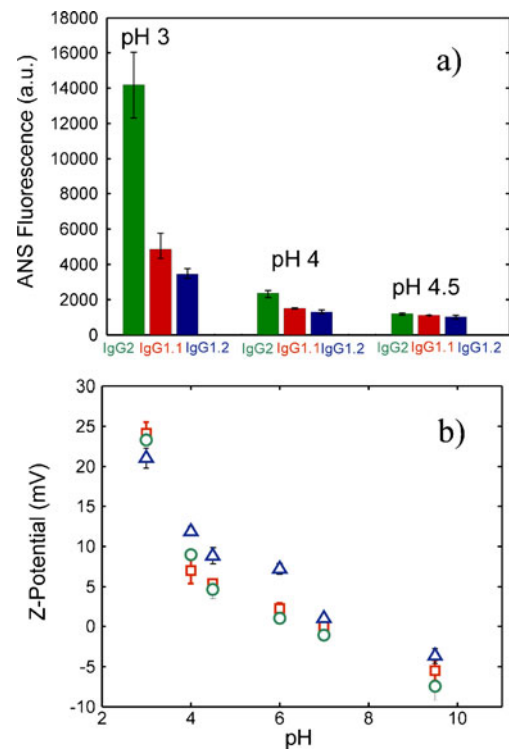 18000
16000
14000
12000
10000
8000
6000
4000
2000
0
ANS Fluorescence (a.u.)
pH 3
a)
pH 4
pH 4.5
IgG2 IgG1.1 IgG1.2
IgG2 IgG1.1 IgG1.2
IgG2 IgG1.1 IgG1.2
30
25
20
15
10
5
0
-5
-10
Z-Potential (mV)
b)
2 4 6 8 10
pH